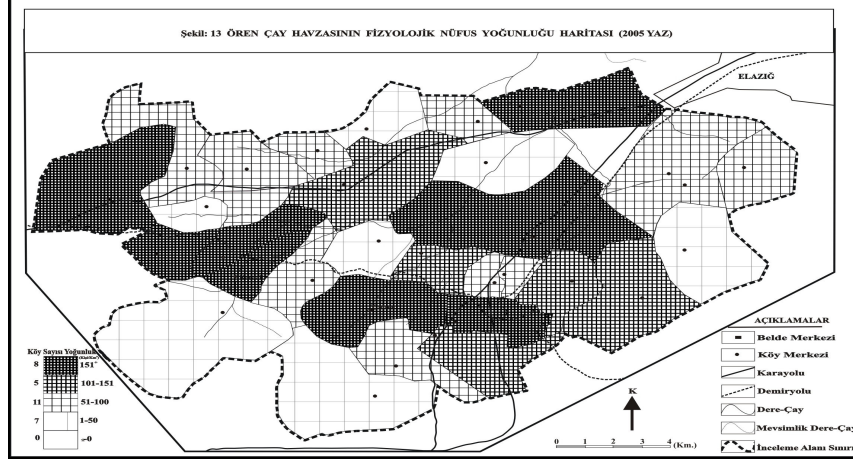 Şekil: 13 ÖREN ÇAY HAVZASININ FİZYOLOJİK NÜFUS YOĞUNLUĞU HARİTASI (2005 YAZ)
ELAZIĞ
Köy Sayısı Yoğunluk
8 151+
5 101-151
11 51-100
7 1-50
0 -0
K
0 1 2 3 4 (Km.)
AÇIKLAMALAR
Belde Merkezi
Köy Merkezi
Karayolu
Demiryolu
Dere-Çay
Mevsimlik Dere-Çay
İnceleme Alanı Sınırı